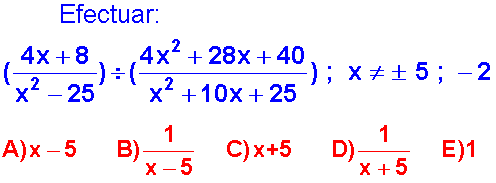 Efectuar:
(4x + 8 / x² − 25) ÷ (4x² + 28x + 40 / x² + 10x + 25) ; x ≠ ± 5 ; − 2
A) x − 5 B) 1 / x − 5 C) x+5 D) 1 / x + 5 E) 1